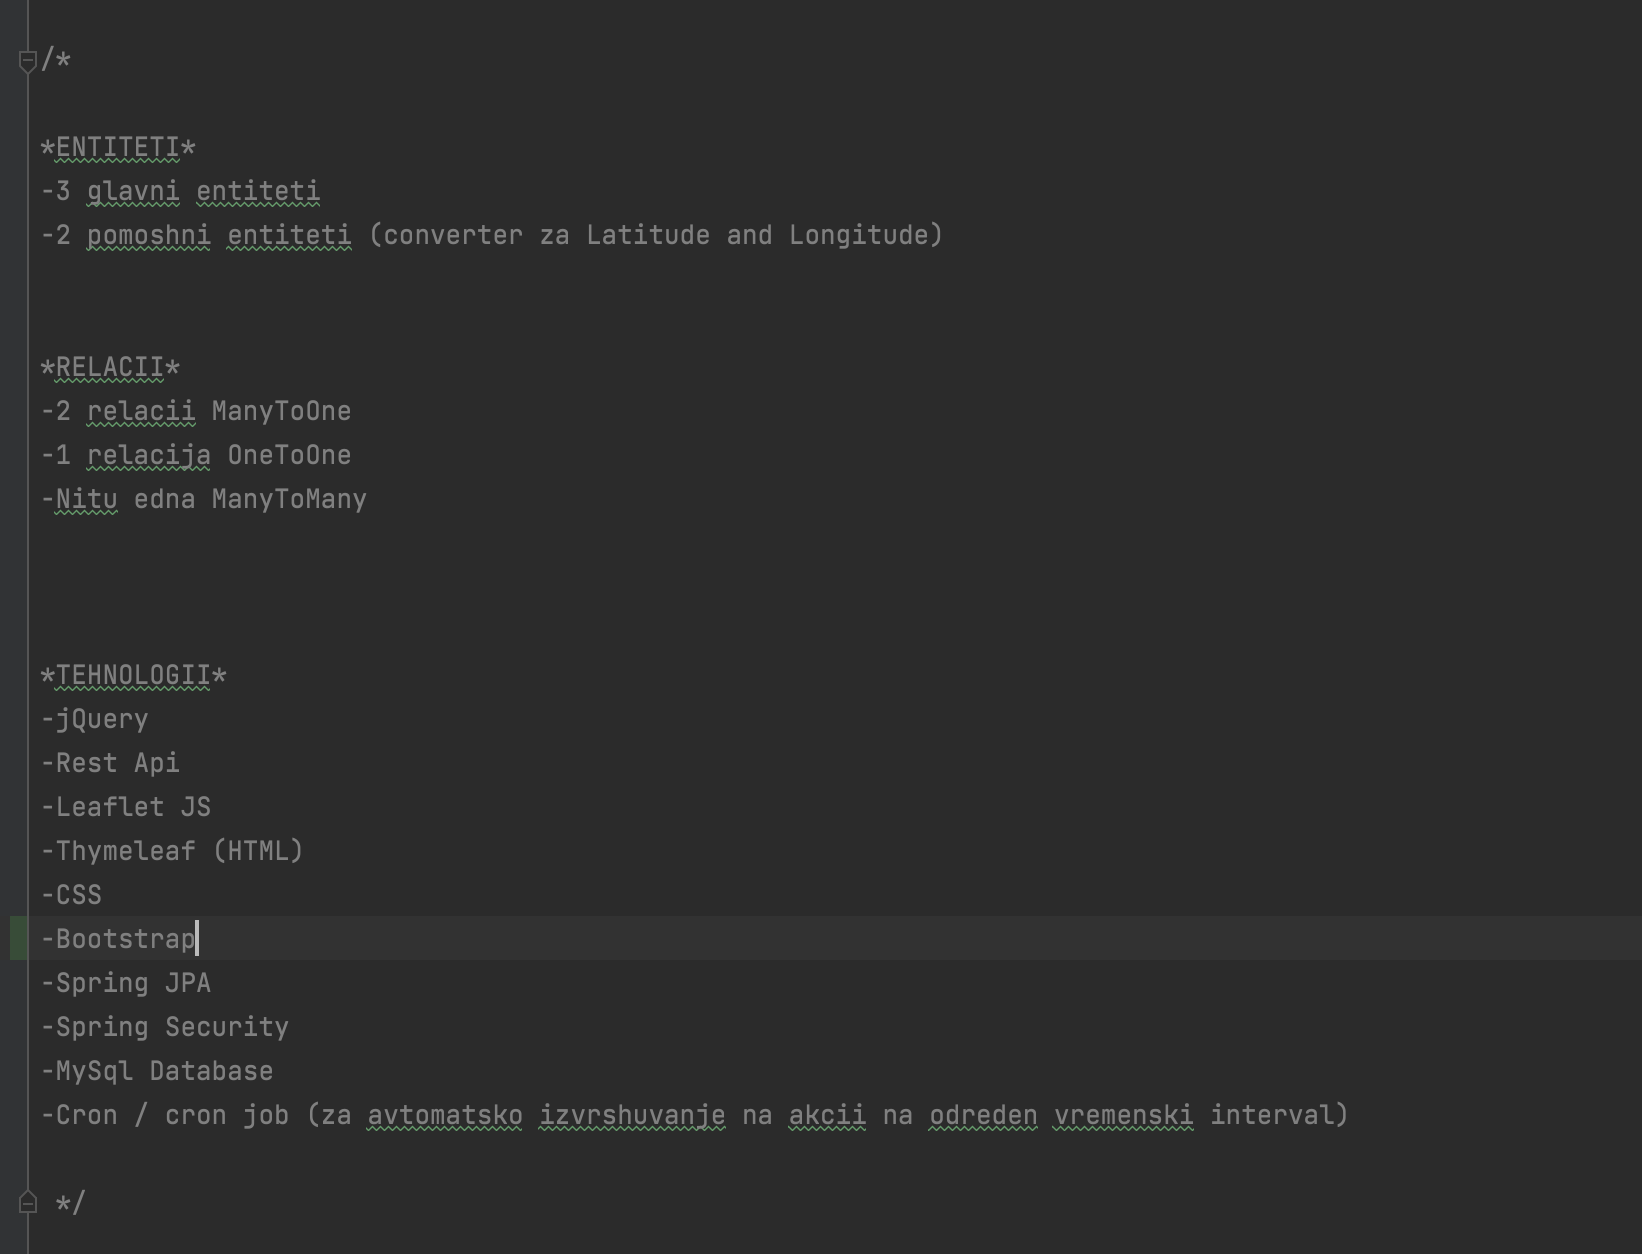 /*
*ENTITETI*
-3 glavni entiteti
-2 pomoshni entiteti (converter za Latitude and Longitude)
*RELACII*
-2 relacii ManyToOne
-1 relacija OneToOne
-Nitu edna ManyToMany
*TEHNOLOGII*
-jQuery
-Rest Api
-Leaflet JS
-Thymeleaf (HTML)
-CSS
-Bootstrap
-Spring JPA
-Spring Security
-MySql Database
-Cron / cron job (za avtomatsko izvrshuvanje na akcii na odreden vremenski interval)
*/